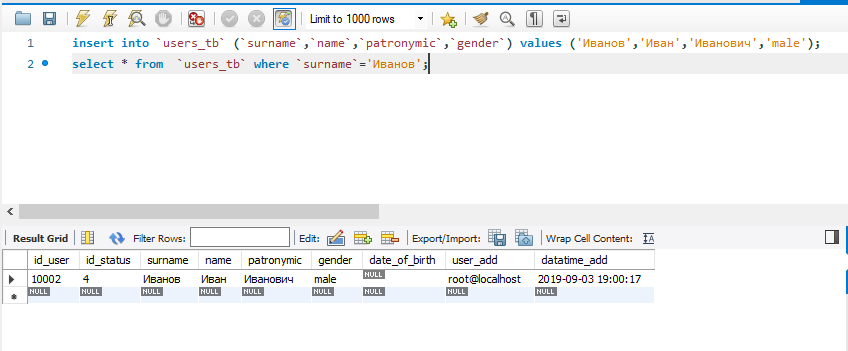 Limit to 1000 rows
1 insert into `users_tb` (`surname`,`name`,`patronymic`,`gender`) values ('Иванов','Иван','Иванович','male');
2 select * from  `users_tb` where `surname`='Иванов';
Result Grid Filter Rows: Edit: Export/Import: Wrap Cell Content: IA
id_user id_status surname name patronymic gender date_of_birth user_add datatime_add
10002 4 Иванов Иван Иванович male NULL root@localhost 2019-09-03 19:00:17
NULL NULL NULL NULL NULL NULL NULL NULL NULL